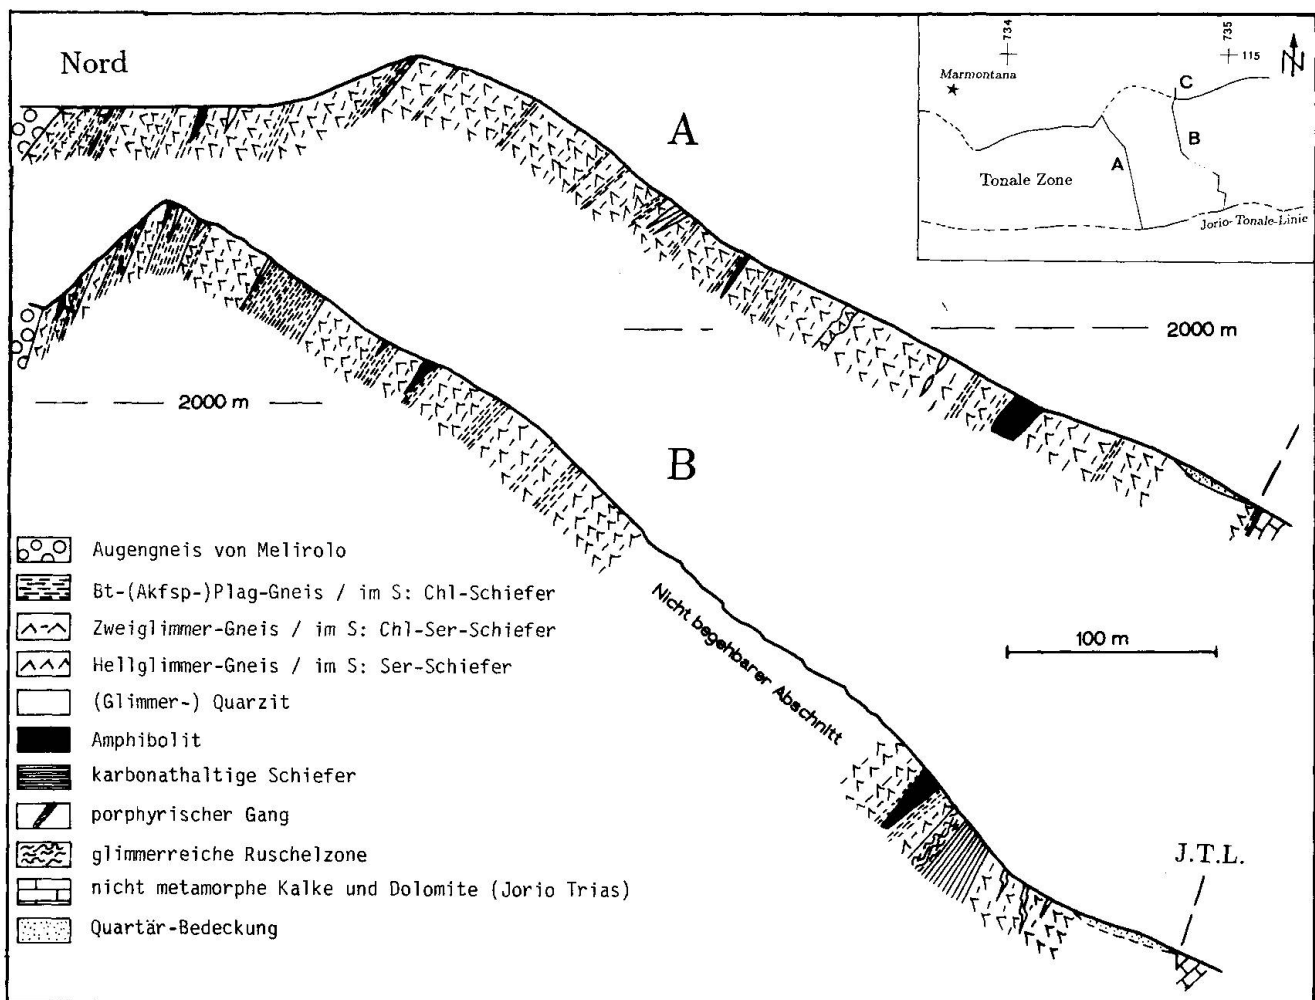 Nord
A
734
735
115
N
Marmontana
C
B
A
Tonale Zone
Jorio-Tonale-Linie
2000 m
2000 m
B
Augengneis von Melirolo
Bt-(Akfsp-)Plag-Gneis / im S: Chl-Schiefer
Zweiglimmer-Gneis / im S: Chl-Ser-Schiefer
Hellglimmer-Gneis / im S: Ser-Schiefer
(Glimmer-) Quarzit
Amphibolit
karbonathaltige Schiefer
porphyrischer Gang
glimmerreiche Ruschelzone
nicht metamorphe Kalke und Dolomite (Jorio Trias)
Quartär-Bedeckung
Nicht begehbarer Abschnitt
100 m
J.T.L.